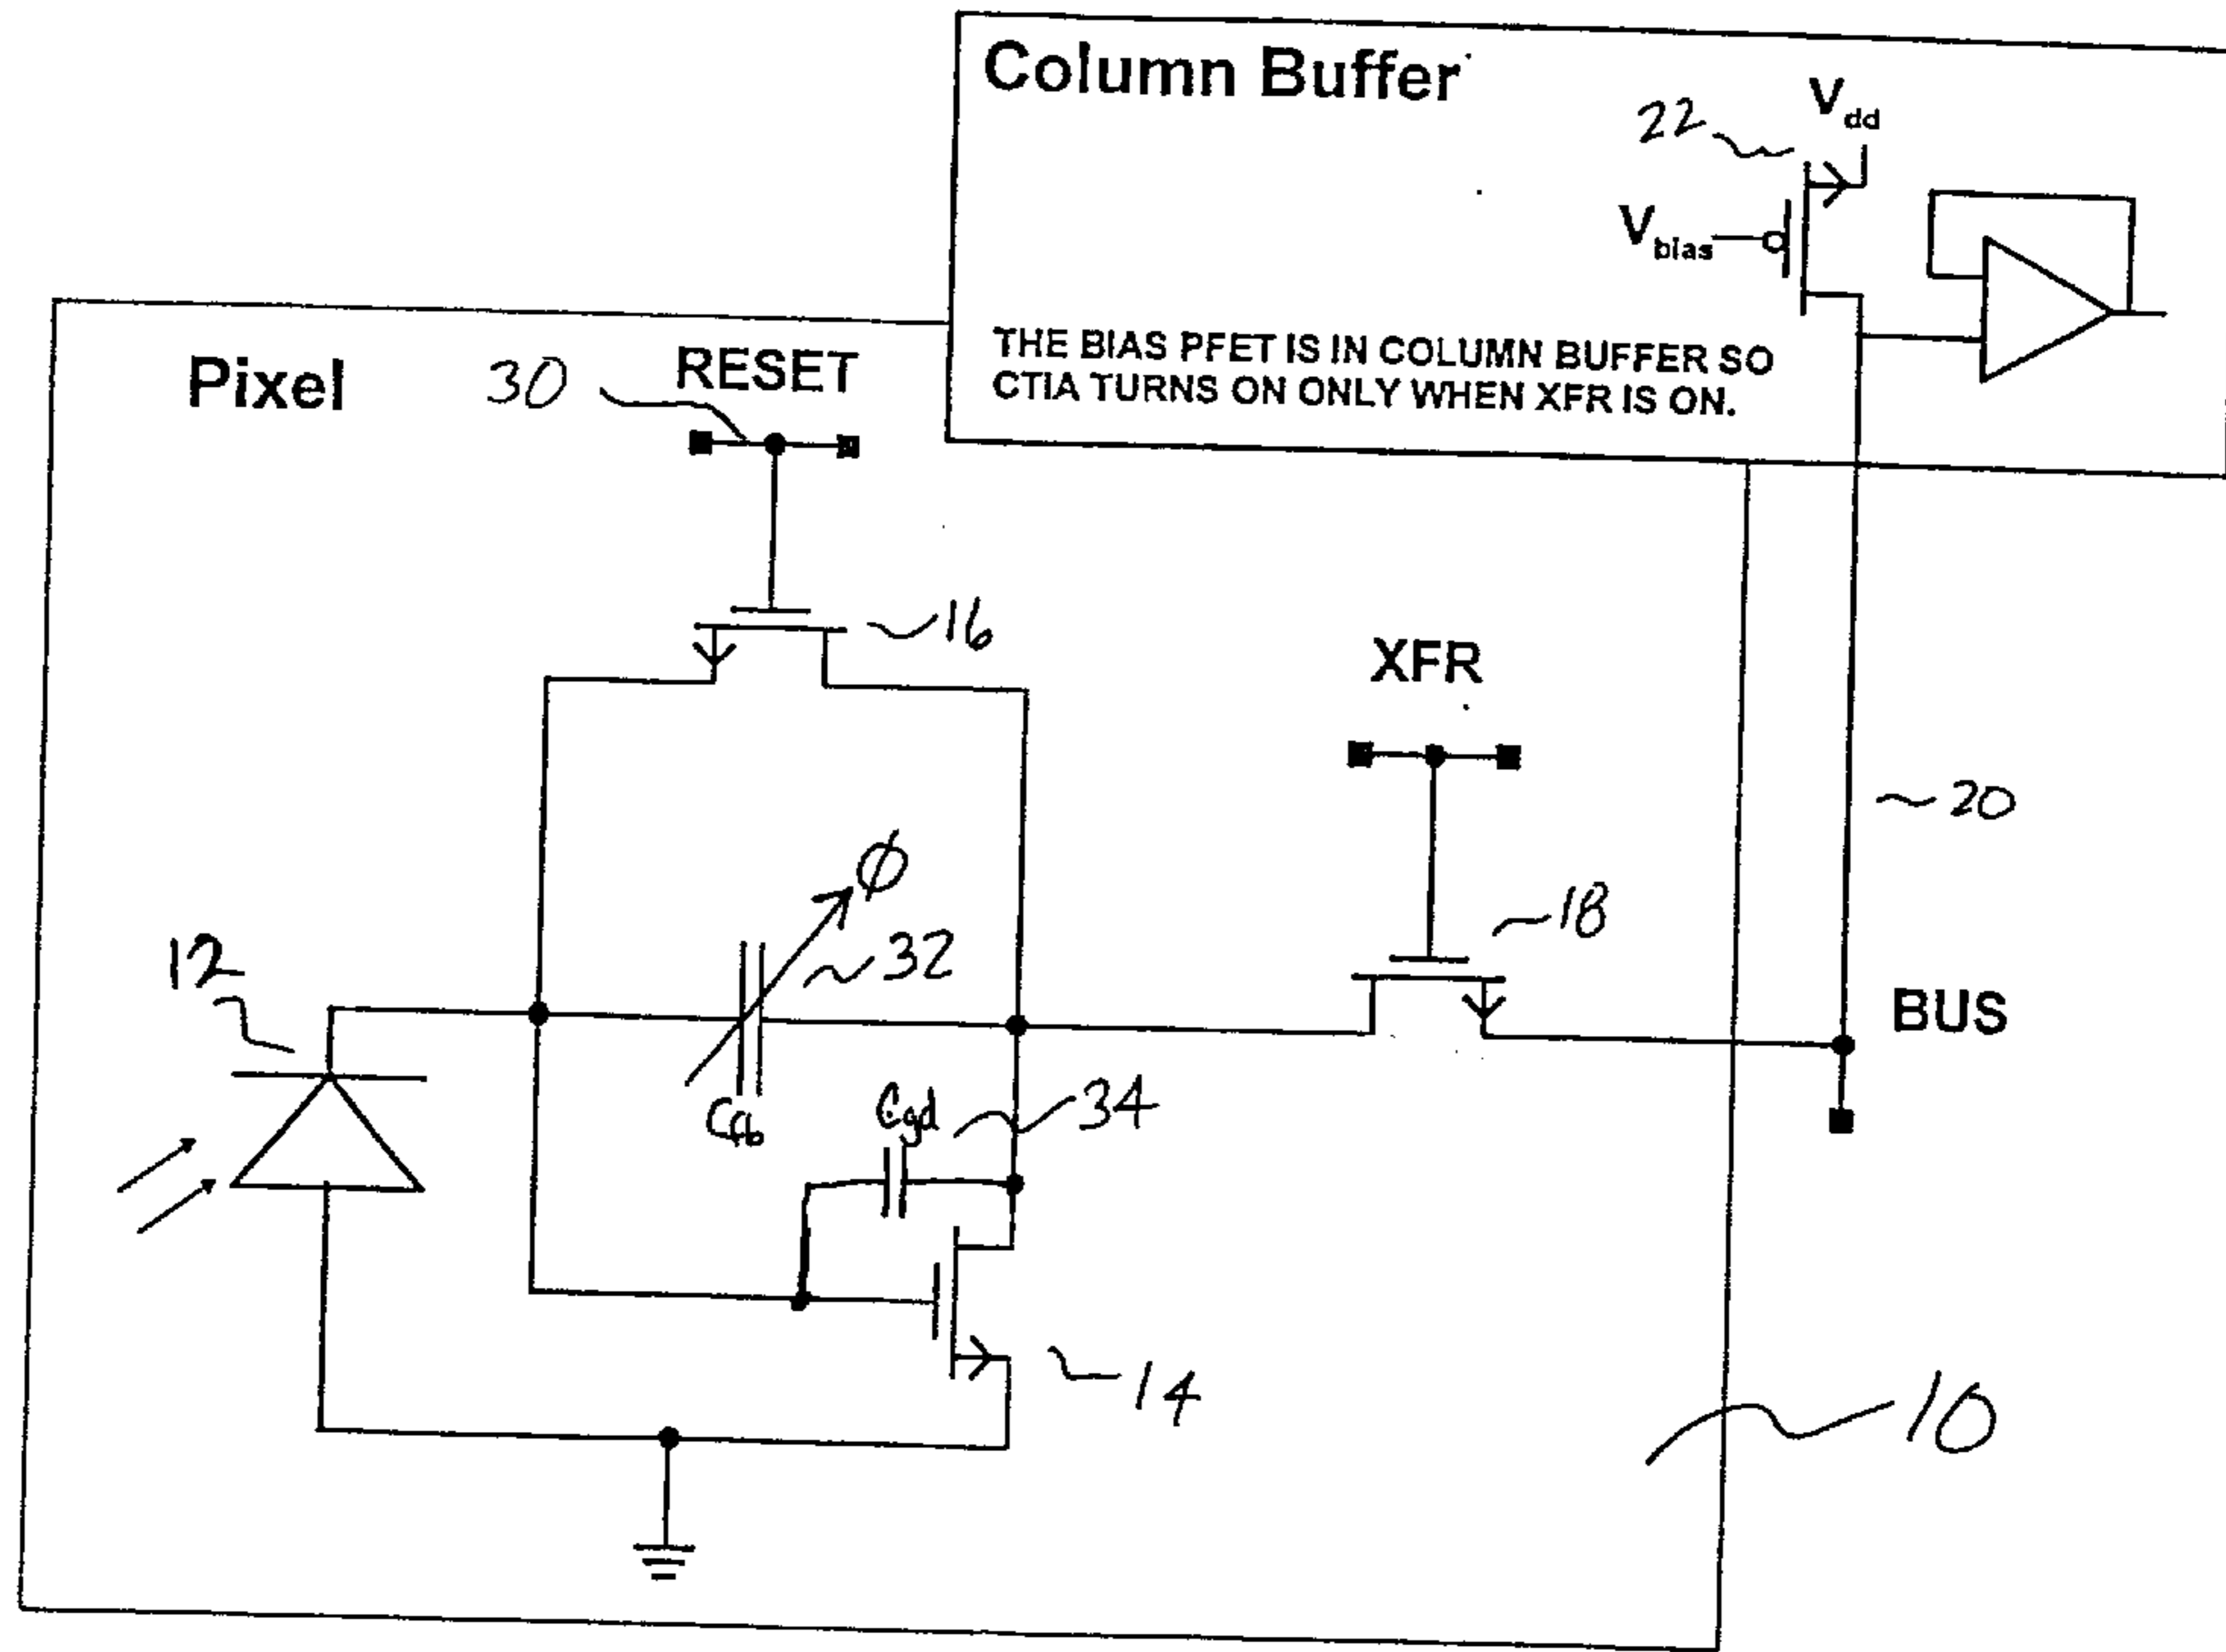 Column Buffer
22
Vdd
Vbias
THE BIAS PFET IS IN COLUMN BUFFER SO
CTIA TURNS ON ONLY WHEN XFR IS ON.
Pixel
30
RESET
16
XFR
20
ϕ
32
18
12
BUS
Cfb
Cgd
34
14
10